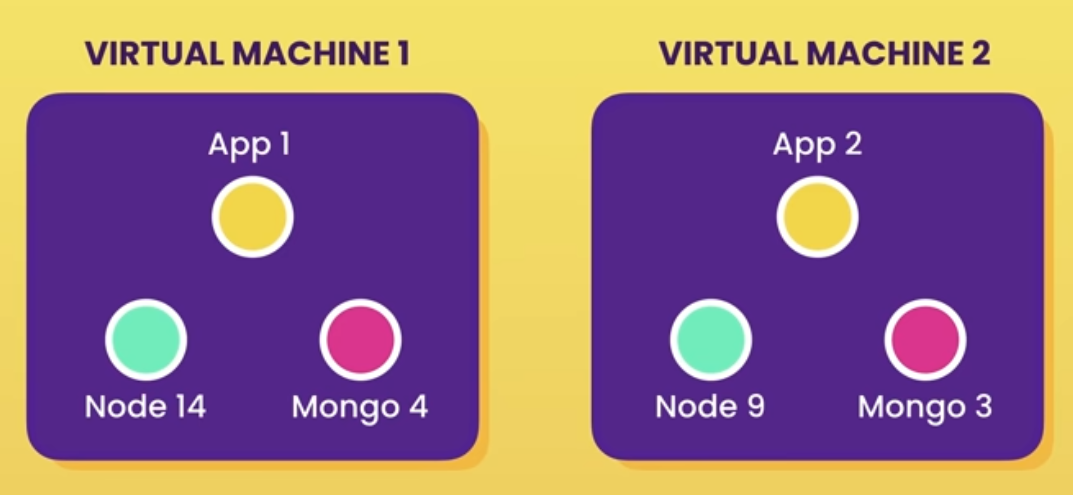 VIRTUAL MACHINE 1
App 1
Node 14
Mongo 4
VIRTUAL MACHINE 2
App 2
Node 9
Mongo 3